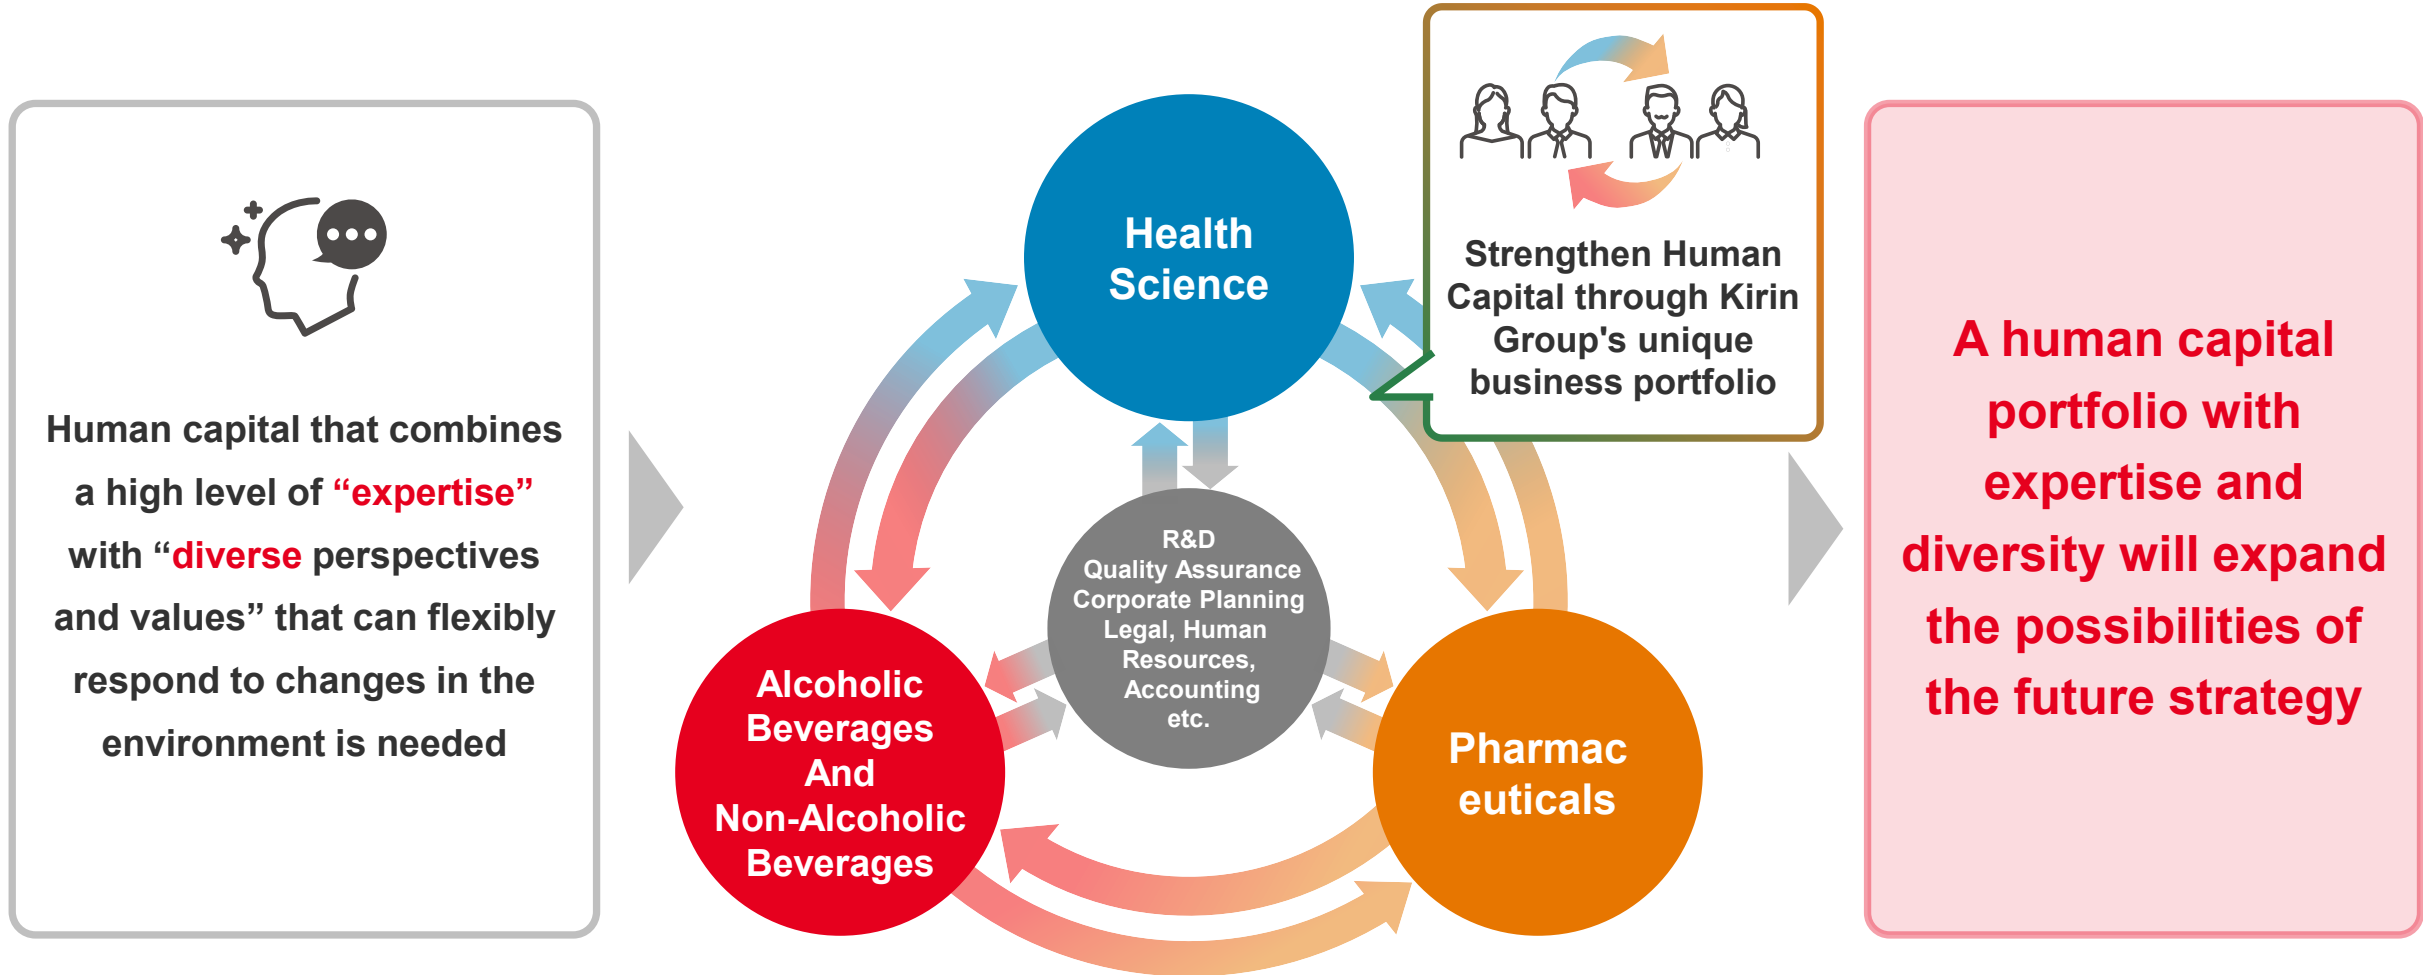 Human capital that combines
a high level of “expertise”
with “diverse perspectives
and values” that can flexibly
respond to changes in the
environment is needed
Health
Science
Strengthen Human
Capital through Kirin
Group's unique
business portfolio
R&D
Quality Assurance
Corporate Planning
Legal, Human
Resources,
Accounting
etc.
Alcoholic
Beverages
And
Non-Alcoholic
Beverages
Pharmac
euticals
A human capital
portfolio with
expertise and
diversity will expand
the possibilities of
the future strategy